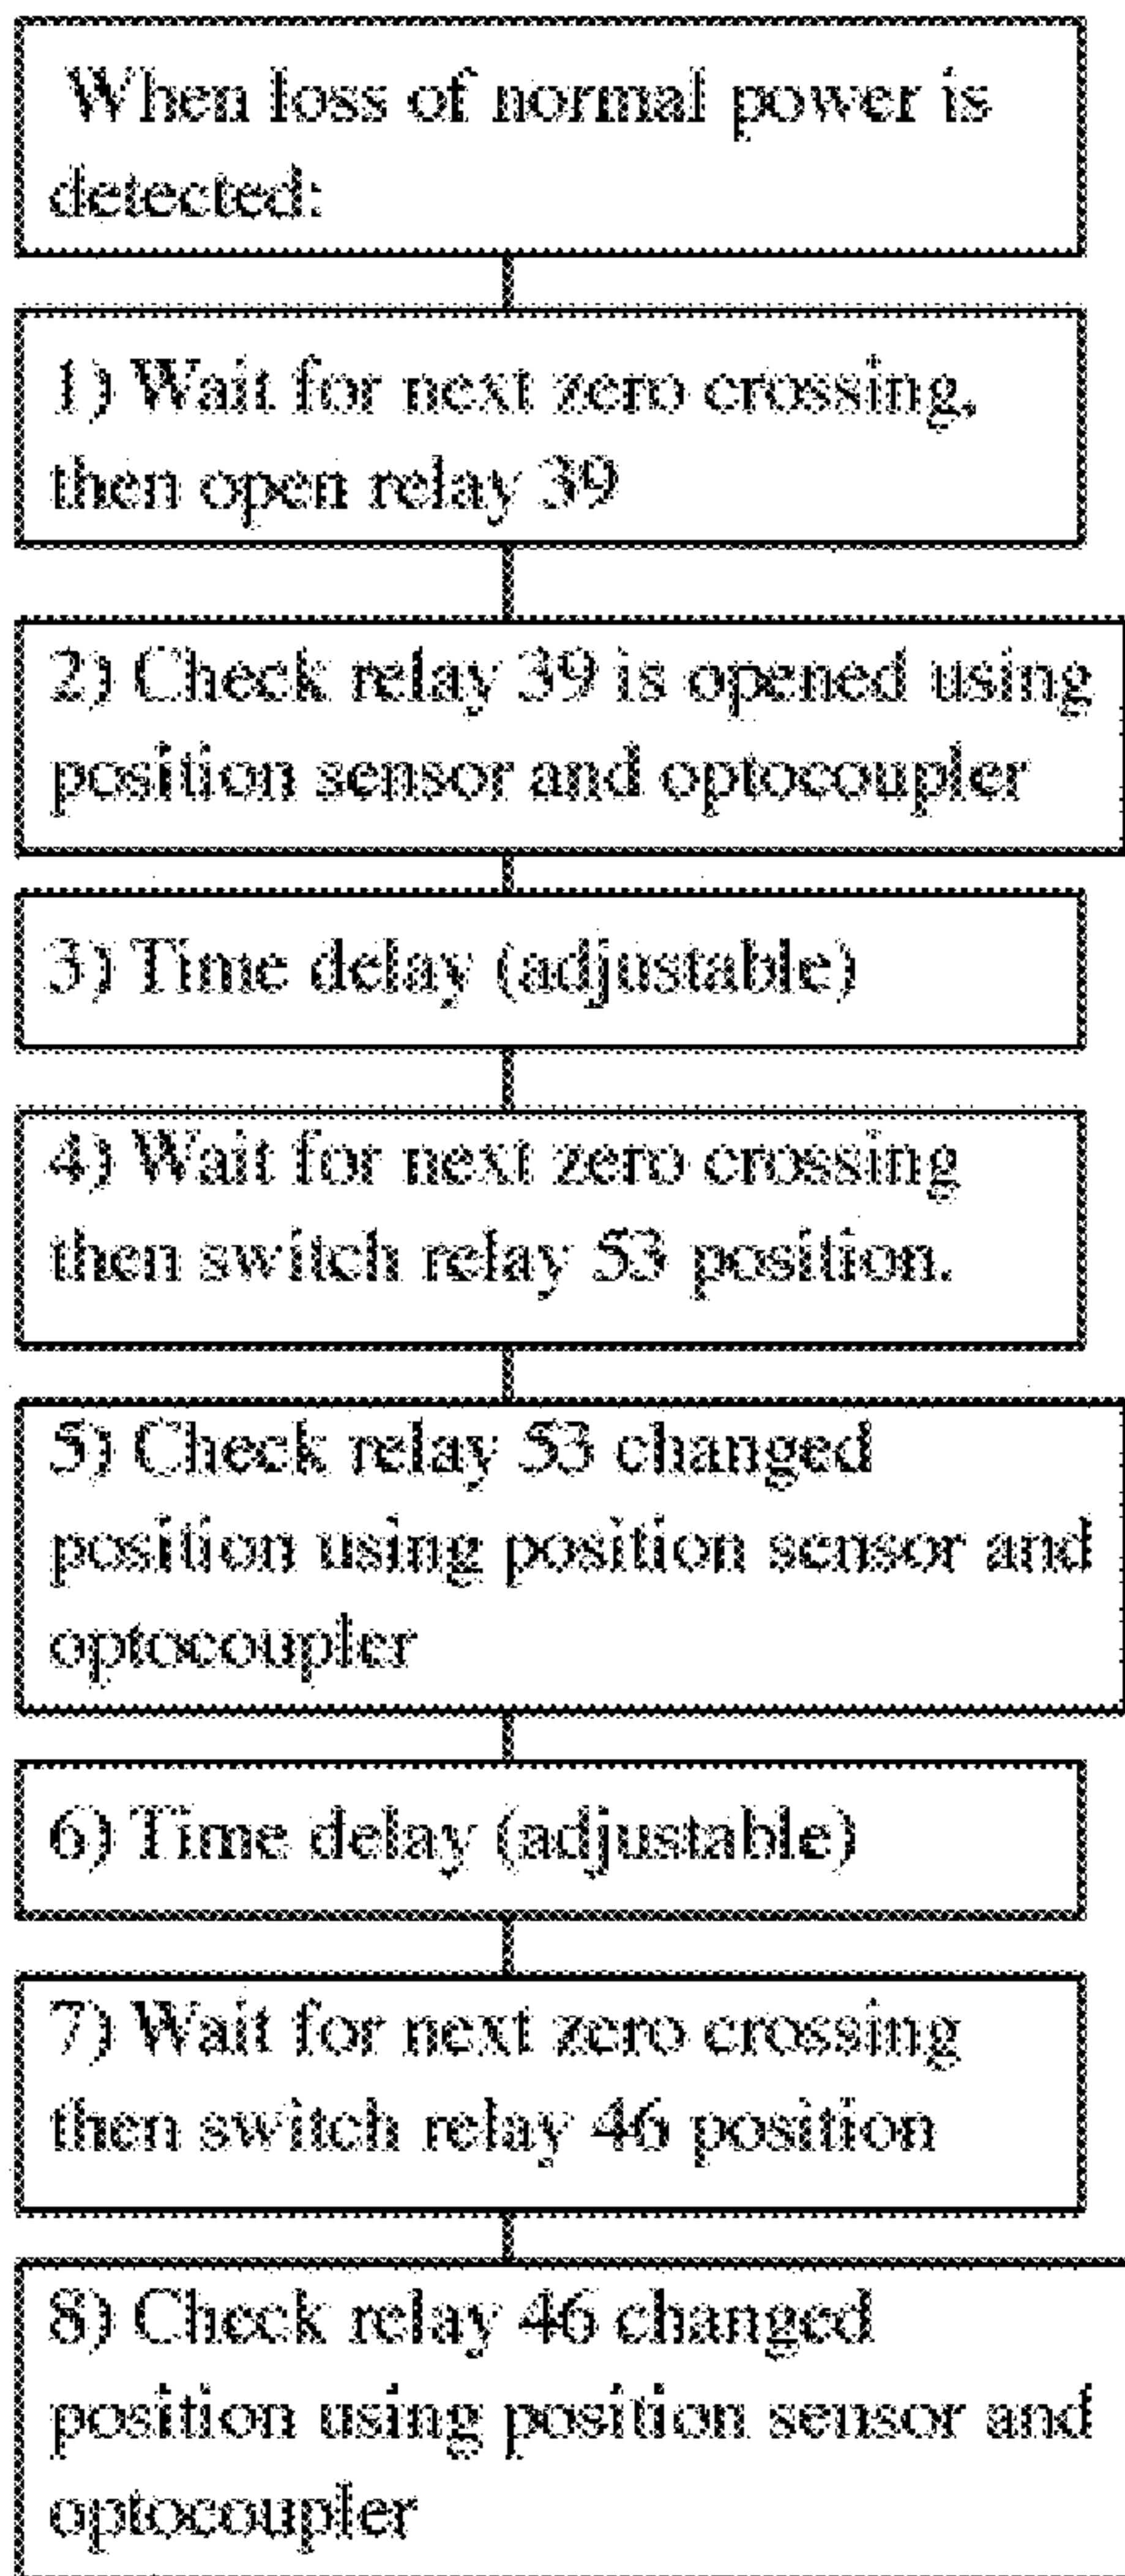 When loss of normal power is
detected:
1) Wait for next zero crossing,
then open relay 39
2) Check relay 39 is opened using
position sensor and optocoupler
3) Time delay (adjustable)
4) Wait for next zero crossing
then switch relay 53 position.
5) Check relay 53 changed
position using position sensor and
optocoupler
6) Time delay (adjustable)
7) Wait for next zero crossing
then switch relay 46 position
8) Check relay 46 changed
position using position sensor and
optocoupler